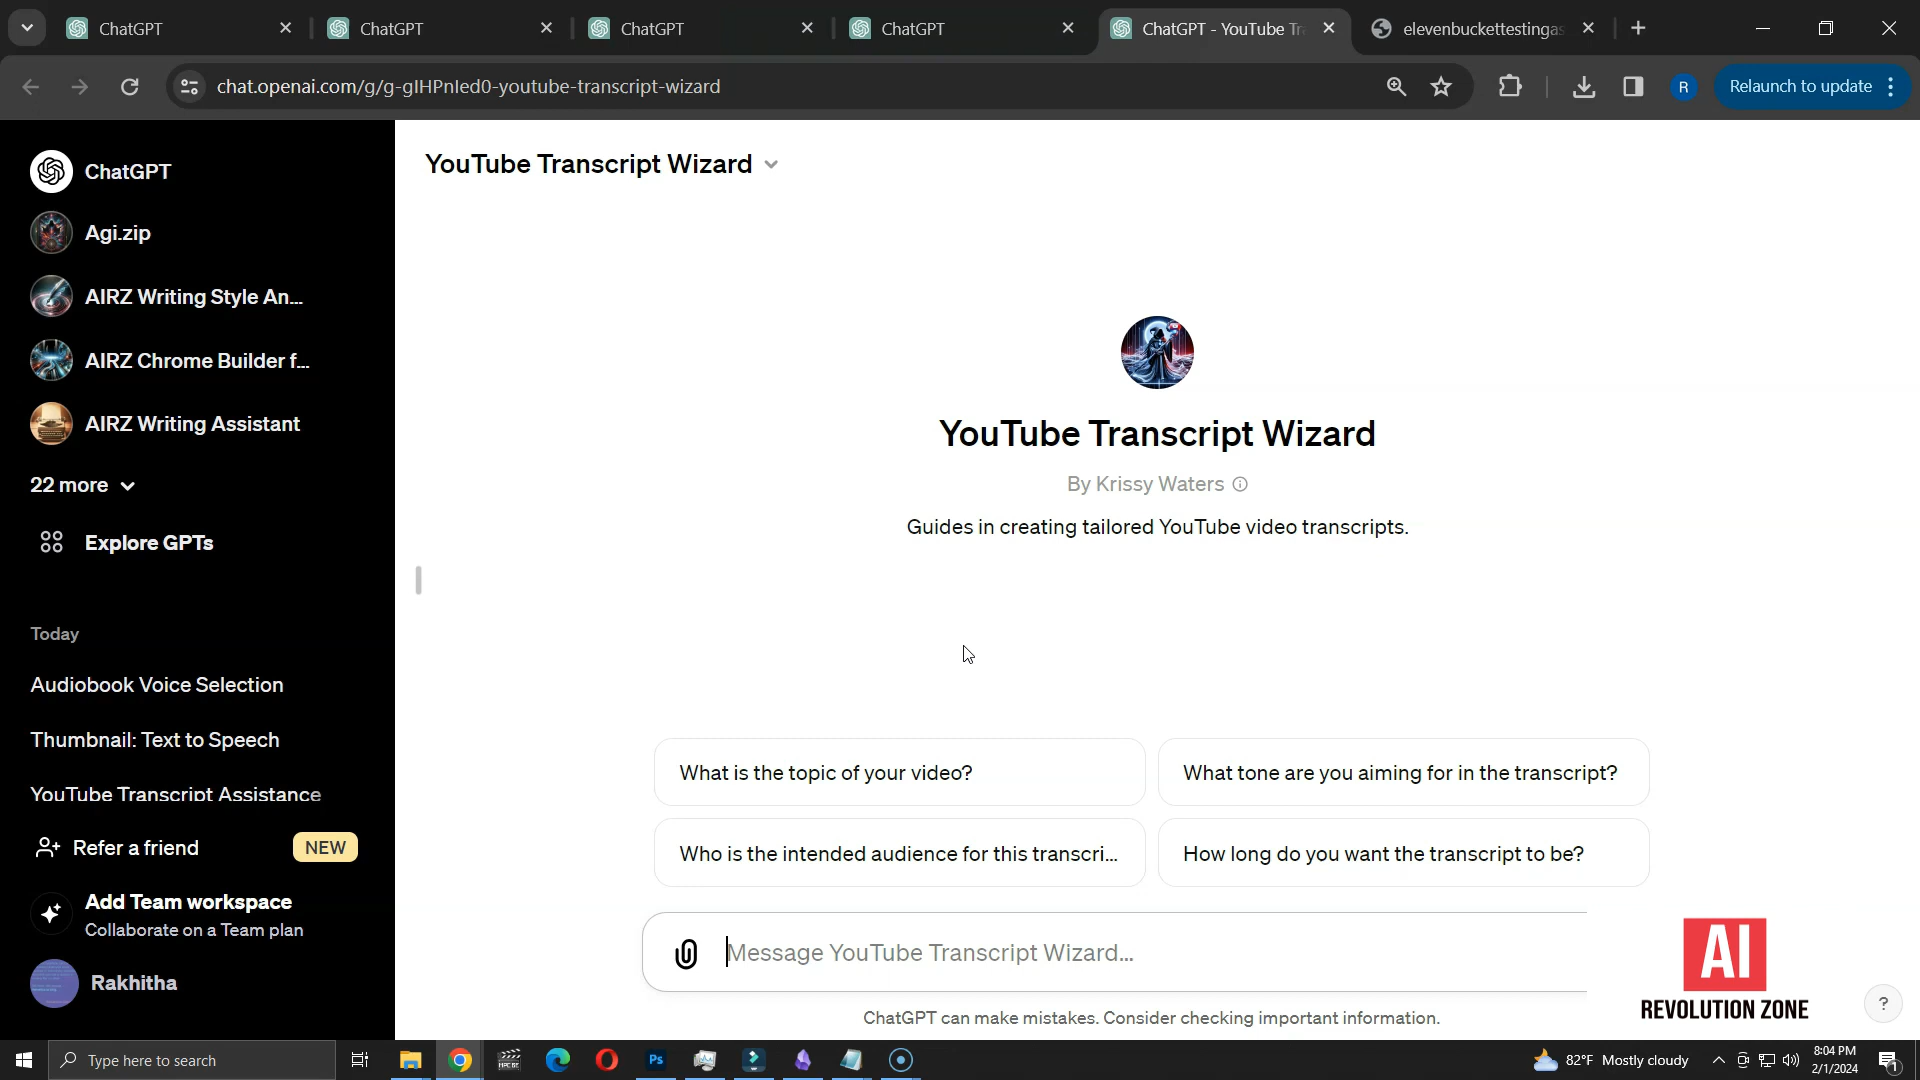 ChatGPT
ChatGPT
ChatGPT
ChatGPT
ChatGPT - YouTube Tr
elevenbuckettestingas
chat.openai.com/g/g-gIHPnIed0-youtube-transcript-wizard
R
Relaunch to update
ChatGPT
Agi.zip
AIRZ Writing Style An...
AIRZ Chrome Builder f...
AIRZ Writing Assistant
22 more
Explore GPTs
Today
Audiobook Voice Selection
Thumbnail: Text to Speech
YouTube Transcript Assistance
Refer a friend
NEW
Add Team workspace
Collaborate on a Team plan
Rakhitha
YouTube Transcript Wizard
YouTube Transcript Wizard
By Krissy Waters
Guides in creating tailored YouTube video transcripts.
What is the topic of your video?
What tone are you aiming for in the transcript?
Who is the intended audience for this transcri...
How long do you want the transcript to be?
Message YouTube Transcript Wizard...
ChatGPT can make mistakes. Consider checking important information.
AI
REVOLUTION ZONE
?
Type here to search
Ps
82°F Mostly cloudy
8:04 PM
2/1/2024
1